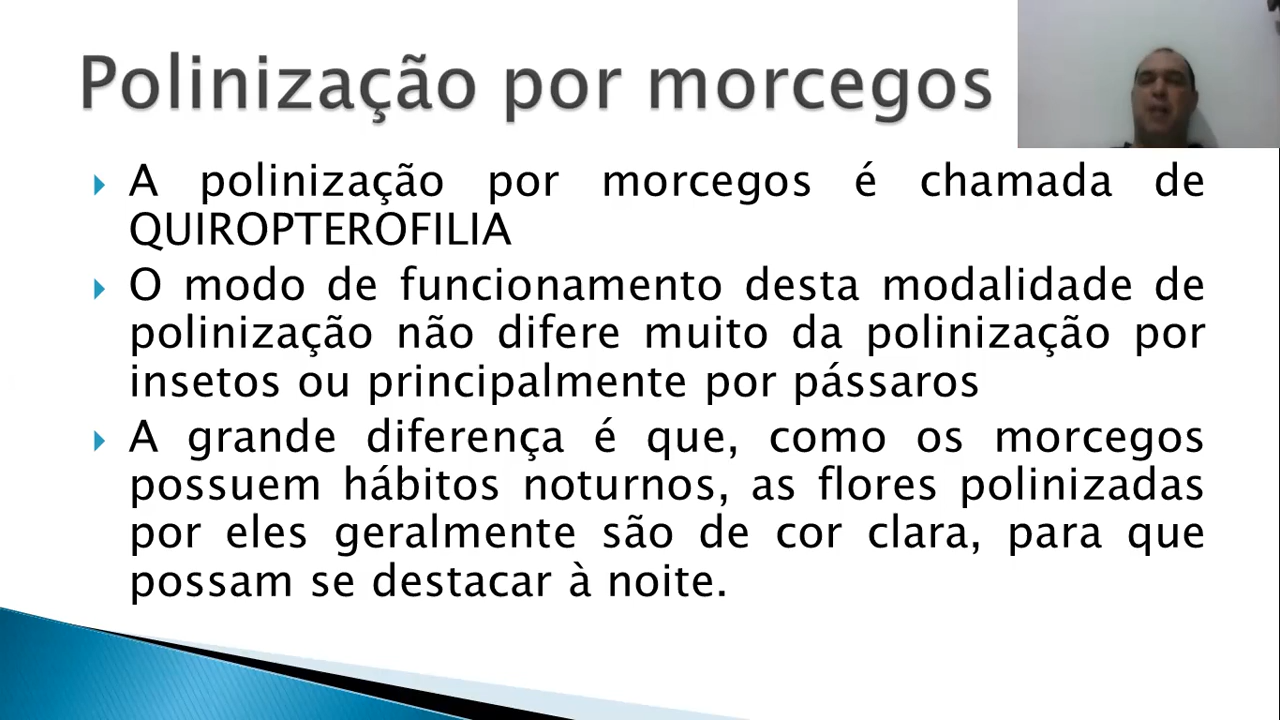 Polinização por morcegos
A polinização por morcegos é chamada de
QUIROPTEROFILIA
O modo de funcionamento desta modalidade de
polinização não difere muito da polinização por
insetos ou principalmente por pássaros
A grande diferença é que, como os morcegos
possuem hábitos noturnos, as flores polinizadas
por eles geralmente são de cor clara, para que
possam se destacar à noite.